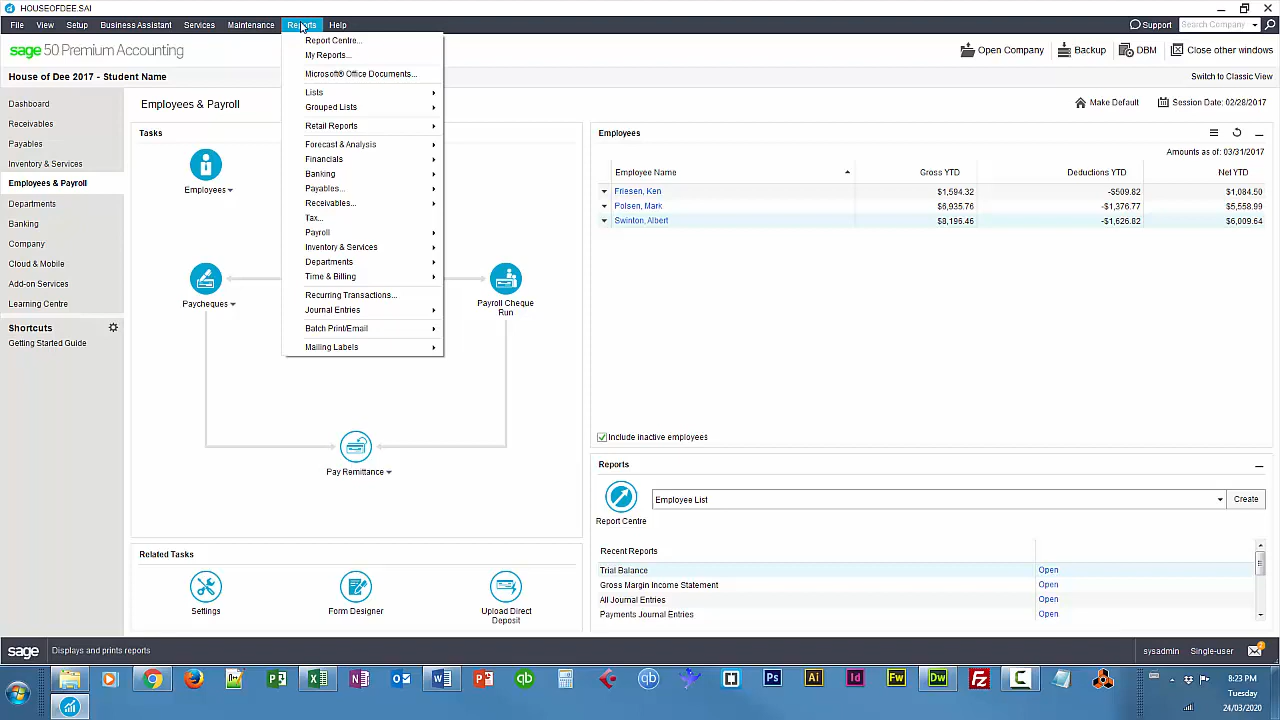 HOUSEOFDEE.SAI
File View Setup Business Assistant Services Maintenance Reports Help
Support Search Company
sage 50 Premium Accounting
Open Company Backup DBM Close other windows
House of Dee 2017 - Student Name
Switch to Classic View
Dashboard
Receivables
Payables
Inventory & Services
Employees & Payroll
Departments
Banking
Company
Cloud & Mobile
Add-on Services
Learning Centre
Shortcuts
Getting Started Guide
Employees & Payroll
Make Default Session Date: 02/28/2017
Tasks
Employees
Paycheques
Payroll Cheque
Run
Pay Remittance
Report Centre...
My Reports...
Microsoft® Office Documents...
Lists
Grouped Lists
Retail Reports
Forecast & Analysis
Financials
Banking
Payables...
Receivables...
Tax...
Payroll
Inventory & Services
Departments
Time & Billing
Recurring Transactions...
Journal Entries
Batch Print/Email
Mailing Labels
Related Tasks
Settings
Form Designer
Upload Direct
Deposit
Employees
Amounts as of: 03/31/2017
Employee Name Gross YTD Deductions YTD Net YTD
Friesen, Ken $1,594.32 -$509.82 $1,084.50
Polsen, Mark $6,935.76 -$1,376.77 $5,558.99
Swinton, Albert $8,196.46 -$1,626.82 $6,009.64
Include inactive employees
Reports
Report Centre
Employee List Create
Recent Reports
Trial Balance Open
Gross Margin Income Statement Open
All Journal Entries Open
Payments Journal Entries Open
sage Displays and prints reports
sysadmin Single-user
8:23 PM
Tuesday
24/03/2020